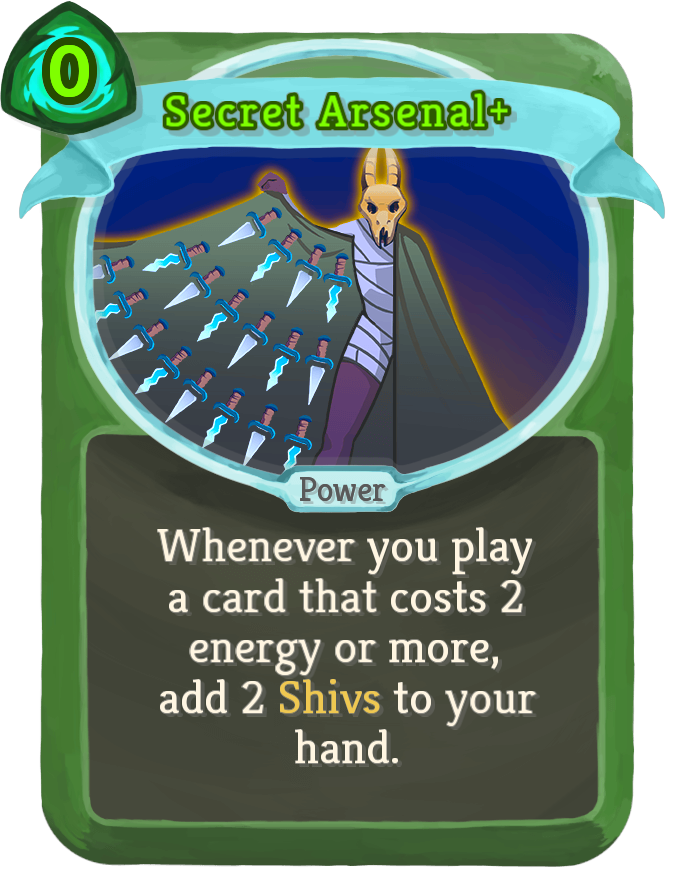 0
Secret Arsenal+
Power
Whenever you play
a card that costs 2
energy or more,
add 2 Shivs to your
hand.